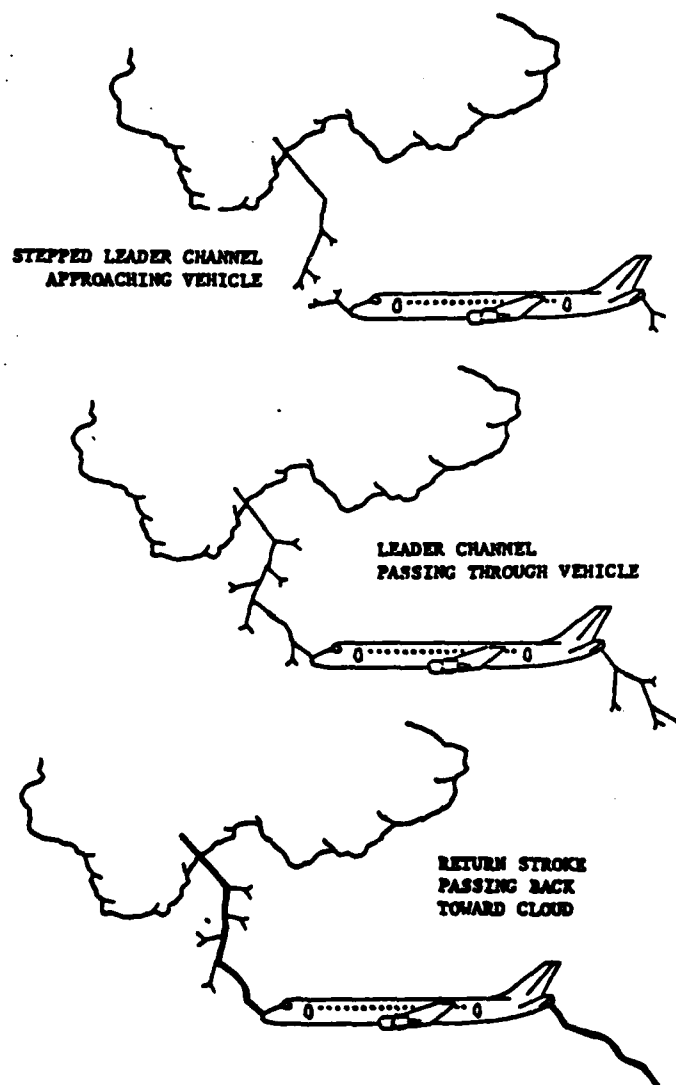 STEPPED LEADER CHANNEL
APPROACHING VEHICLE
LEADER CHANNEL
PASSING THROUGH VEHICLE
RETURN STROKE
PASSING BACK
TOWARD CLOUD